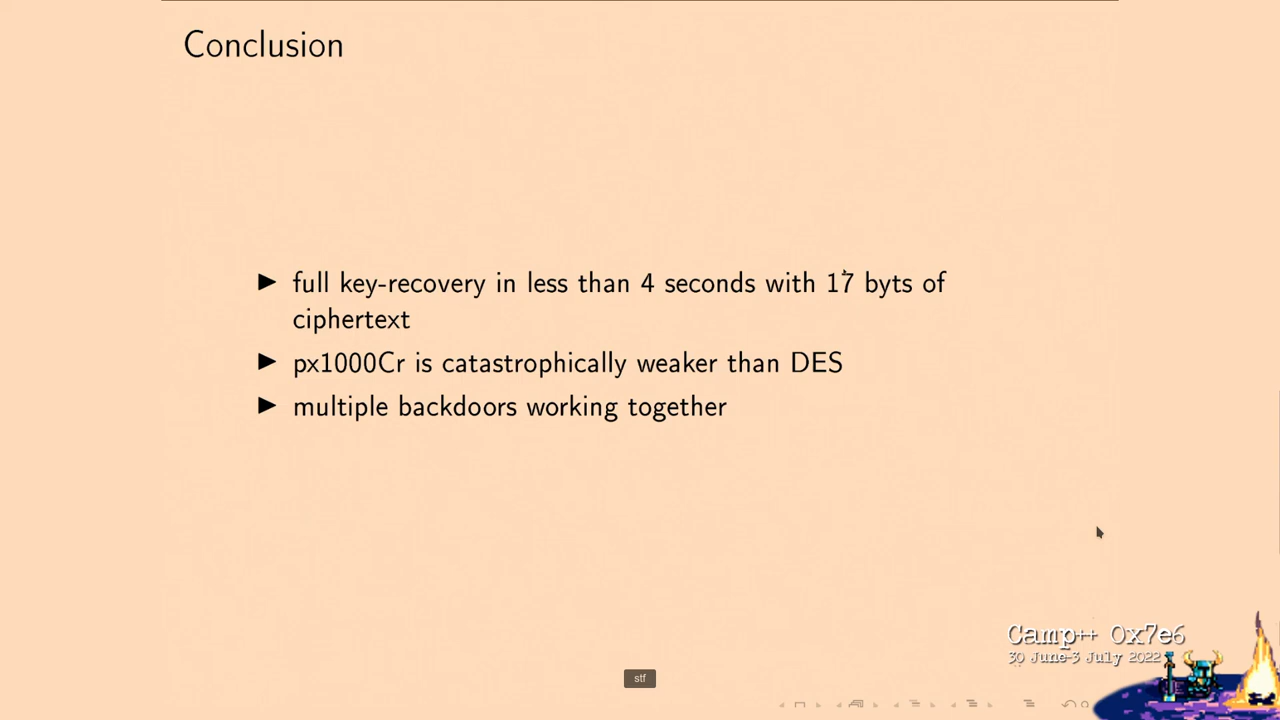 Conclusion
▶ full key-recovery in less than 4 seconds with 17 byts of
ciphertext
▶ px1000Cr is catastrophically weaker than DES
▶ multiple backdoors working together
Camp++ 0x7e6
30 June-3 July 2022
stf